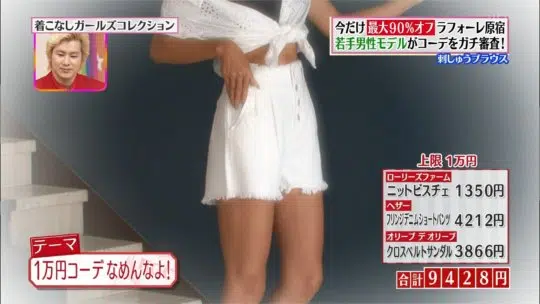 着こなしガールズコレクション
今だけ最大90%オフ ラフォーレ原宿
若手男性モデルがコーデをガチ審査!
刺しゅうブラウス
上限 1万円
ローリーズファーム
ニットビスチェ 1350円
ヘザー
フリンジデニムショートパンツ 4212円
オリーブ デ オリーブ
クロスベルトサンダル 3866円
合計 9428円
テーマ
1万円コーデなめんなよ!